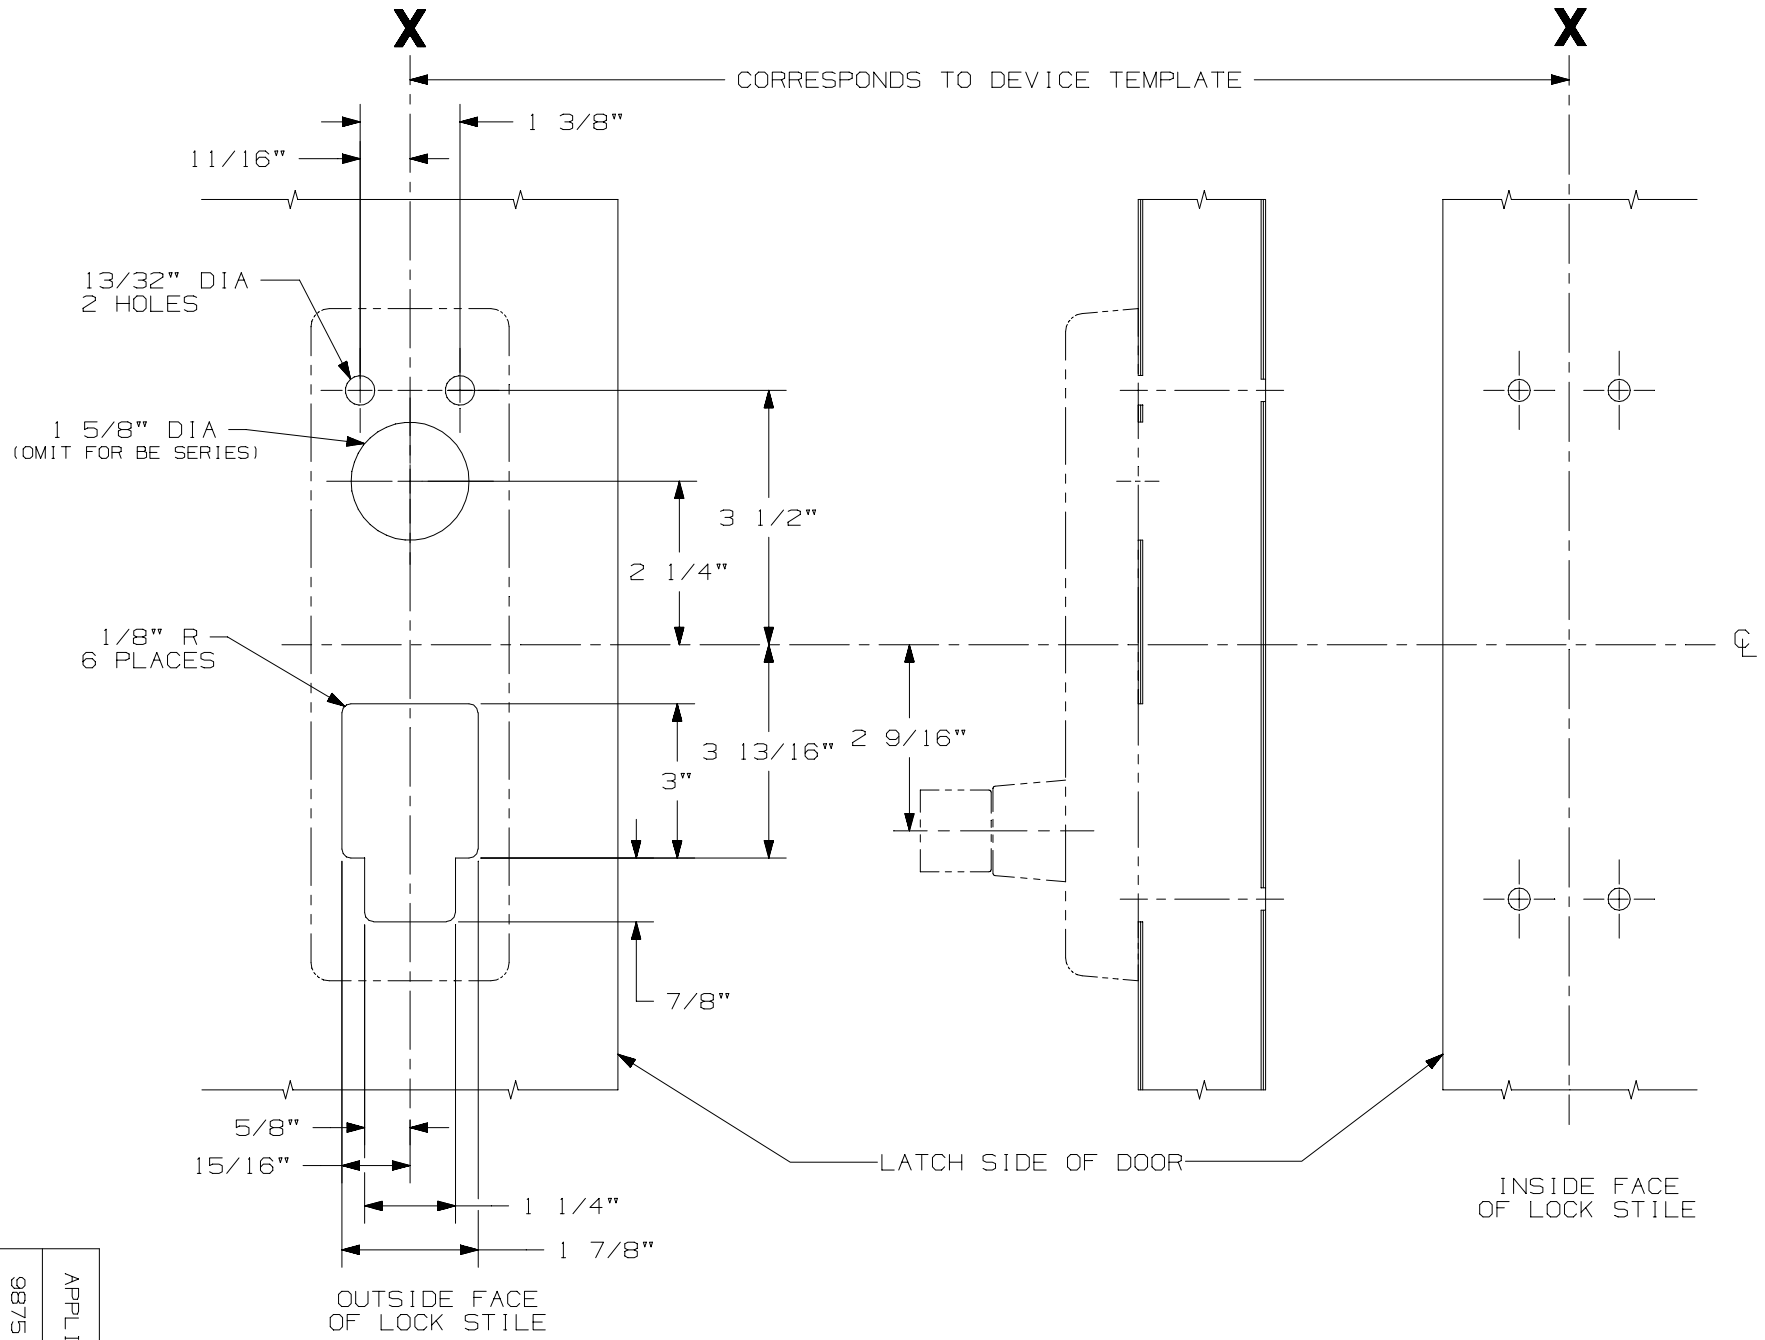 X
X
CORRESPONDS TO DEVICE TEMPLATE
1 3/8"
11/16"
13/32" DIA
2 HOLES
1 5/8" DIA
(OMIT FOR BE SERIES)
3 1/2"
2 1/4"
1/8" R
6 PLACES
℄
3 13/16"
2 9/16"
3"
7/8"
5/8"
15/16"
LATCH SIDE OF DOOR
1 1/4"
1 7/8"
INSIDE FACE
OF LOCK STILE
OUTSIDE FACE
OF LOCK STILE
9875